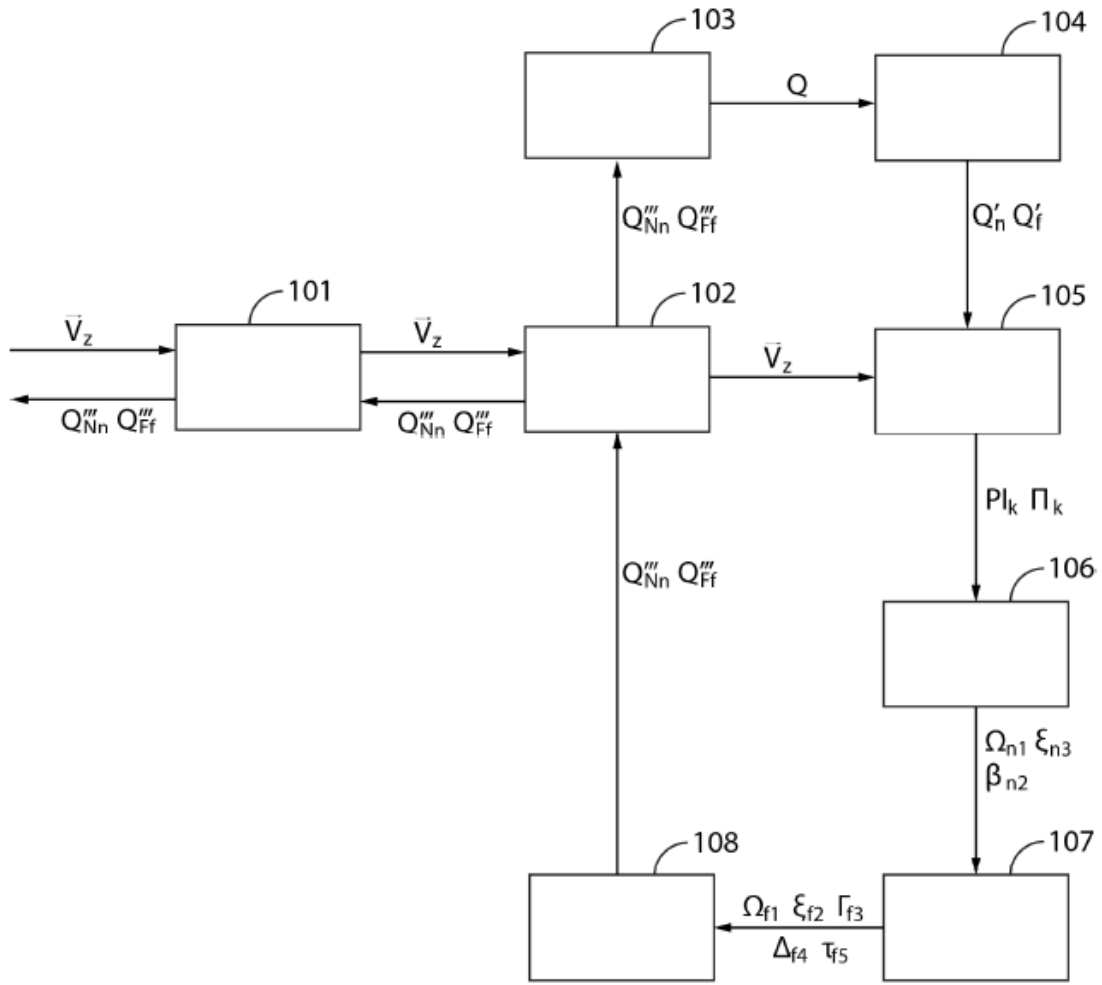 103
104
Q
Q‴Nn Q‴Ff
Q′n Q′f
101
102
105
V⃗z
V⃗z
V⃗z
Q‴Nn Q‴Ff
Q‴Nn Q‴Ff
PIk Πk
Q‴Nn Q‴Ff
106
Ωn1 ξn3
βn2
108
107
Ωf1 ξf2 Γf3
Δf4 τf5